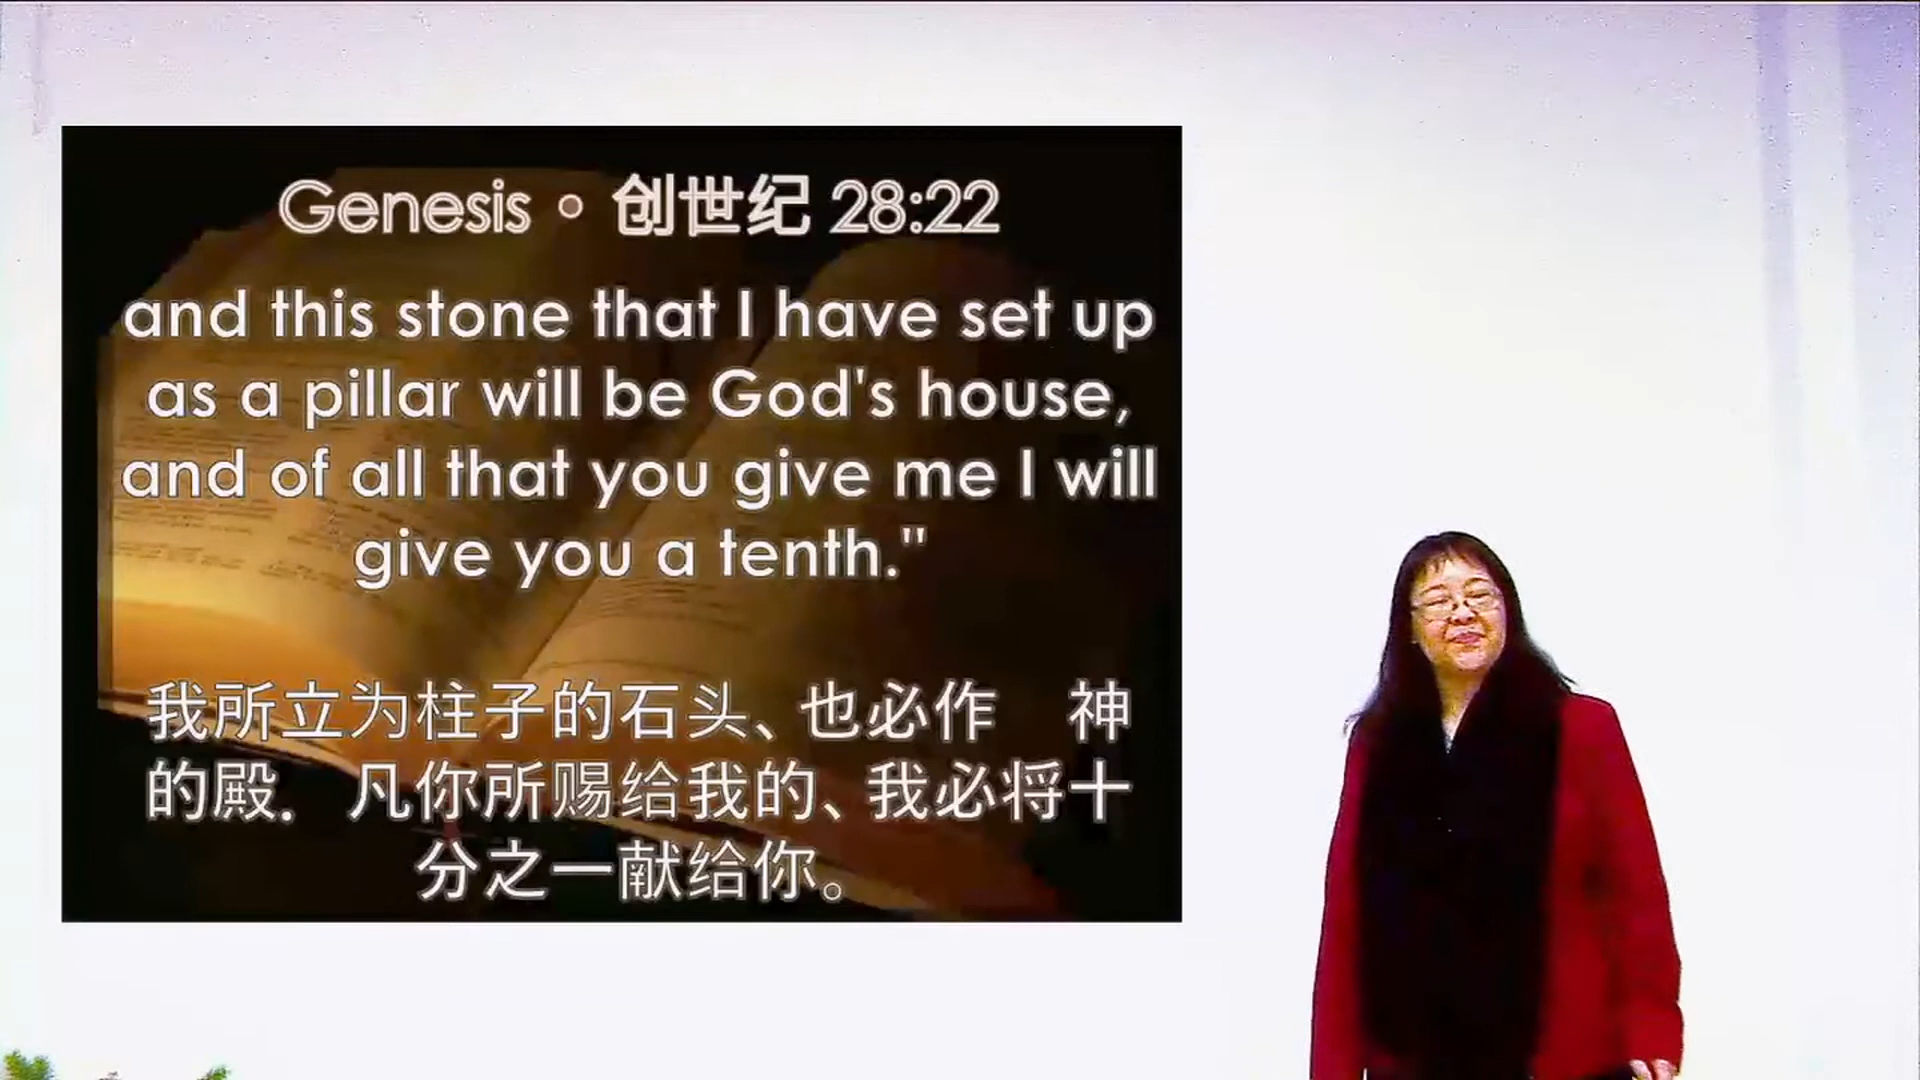 Genesis • 创世纪 28:22
and this stone that I have set up
as a pillar will be God's house,
and of all that you give me I will
give you a tenth."
我所立为柱子的石头、也必作　神
的殿．凡你所赐给我的、我必将十
分之一献给你。